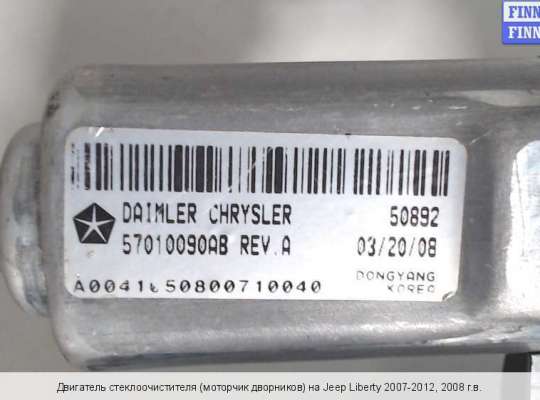 FINN
FINN
DAIMLER CHRYSLER 50892
57010090AB REV.A 03/20/08
DONGYANG
KOREA
Двигатель стеклоочистителя (моторчик дворников) на Jeep Liberty 2007-2012, 2008 г.в.